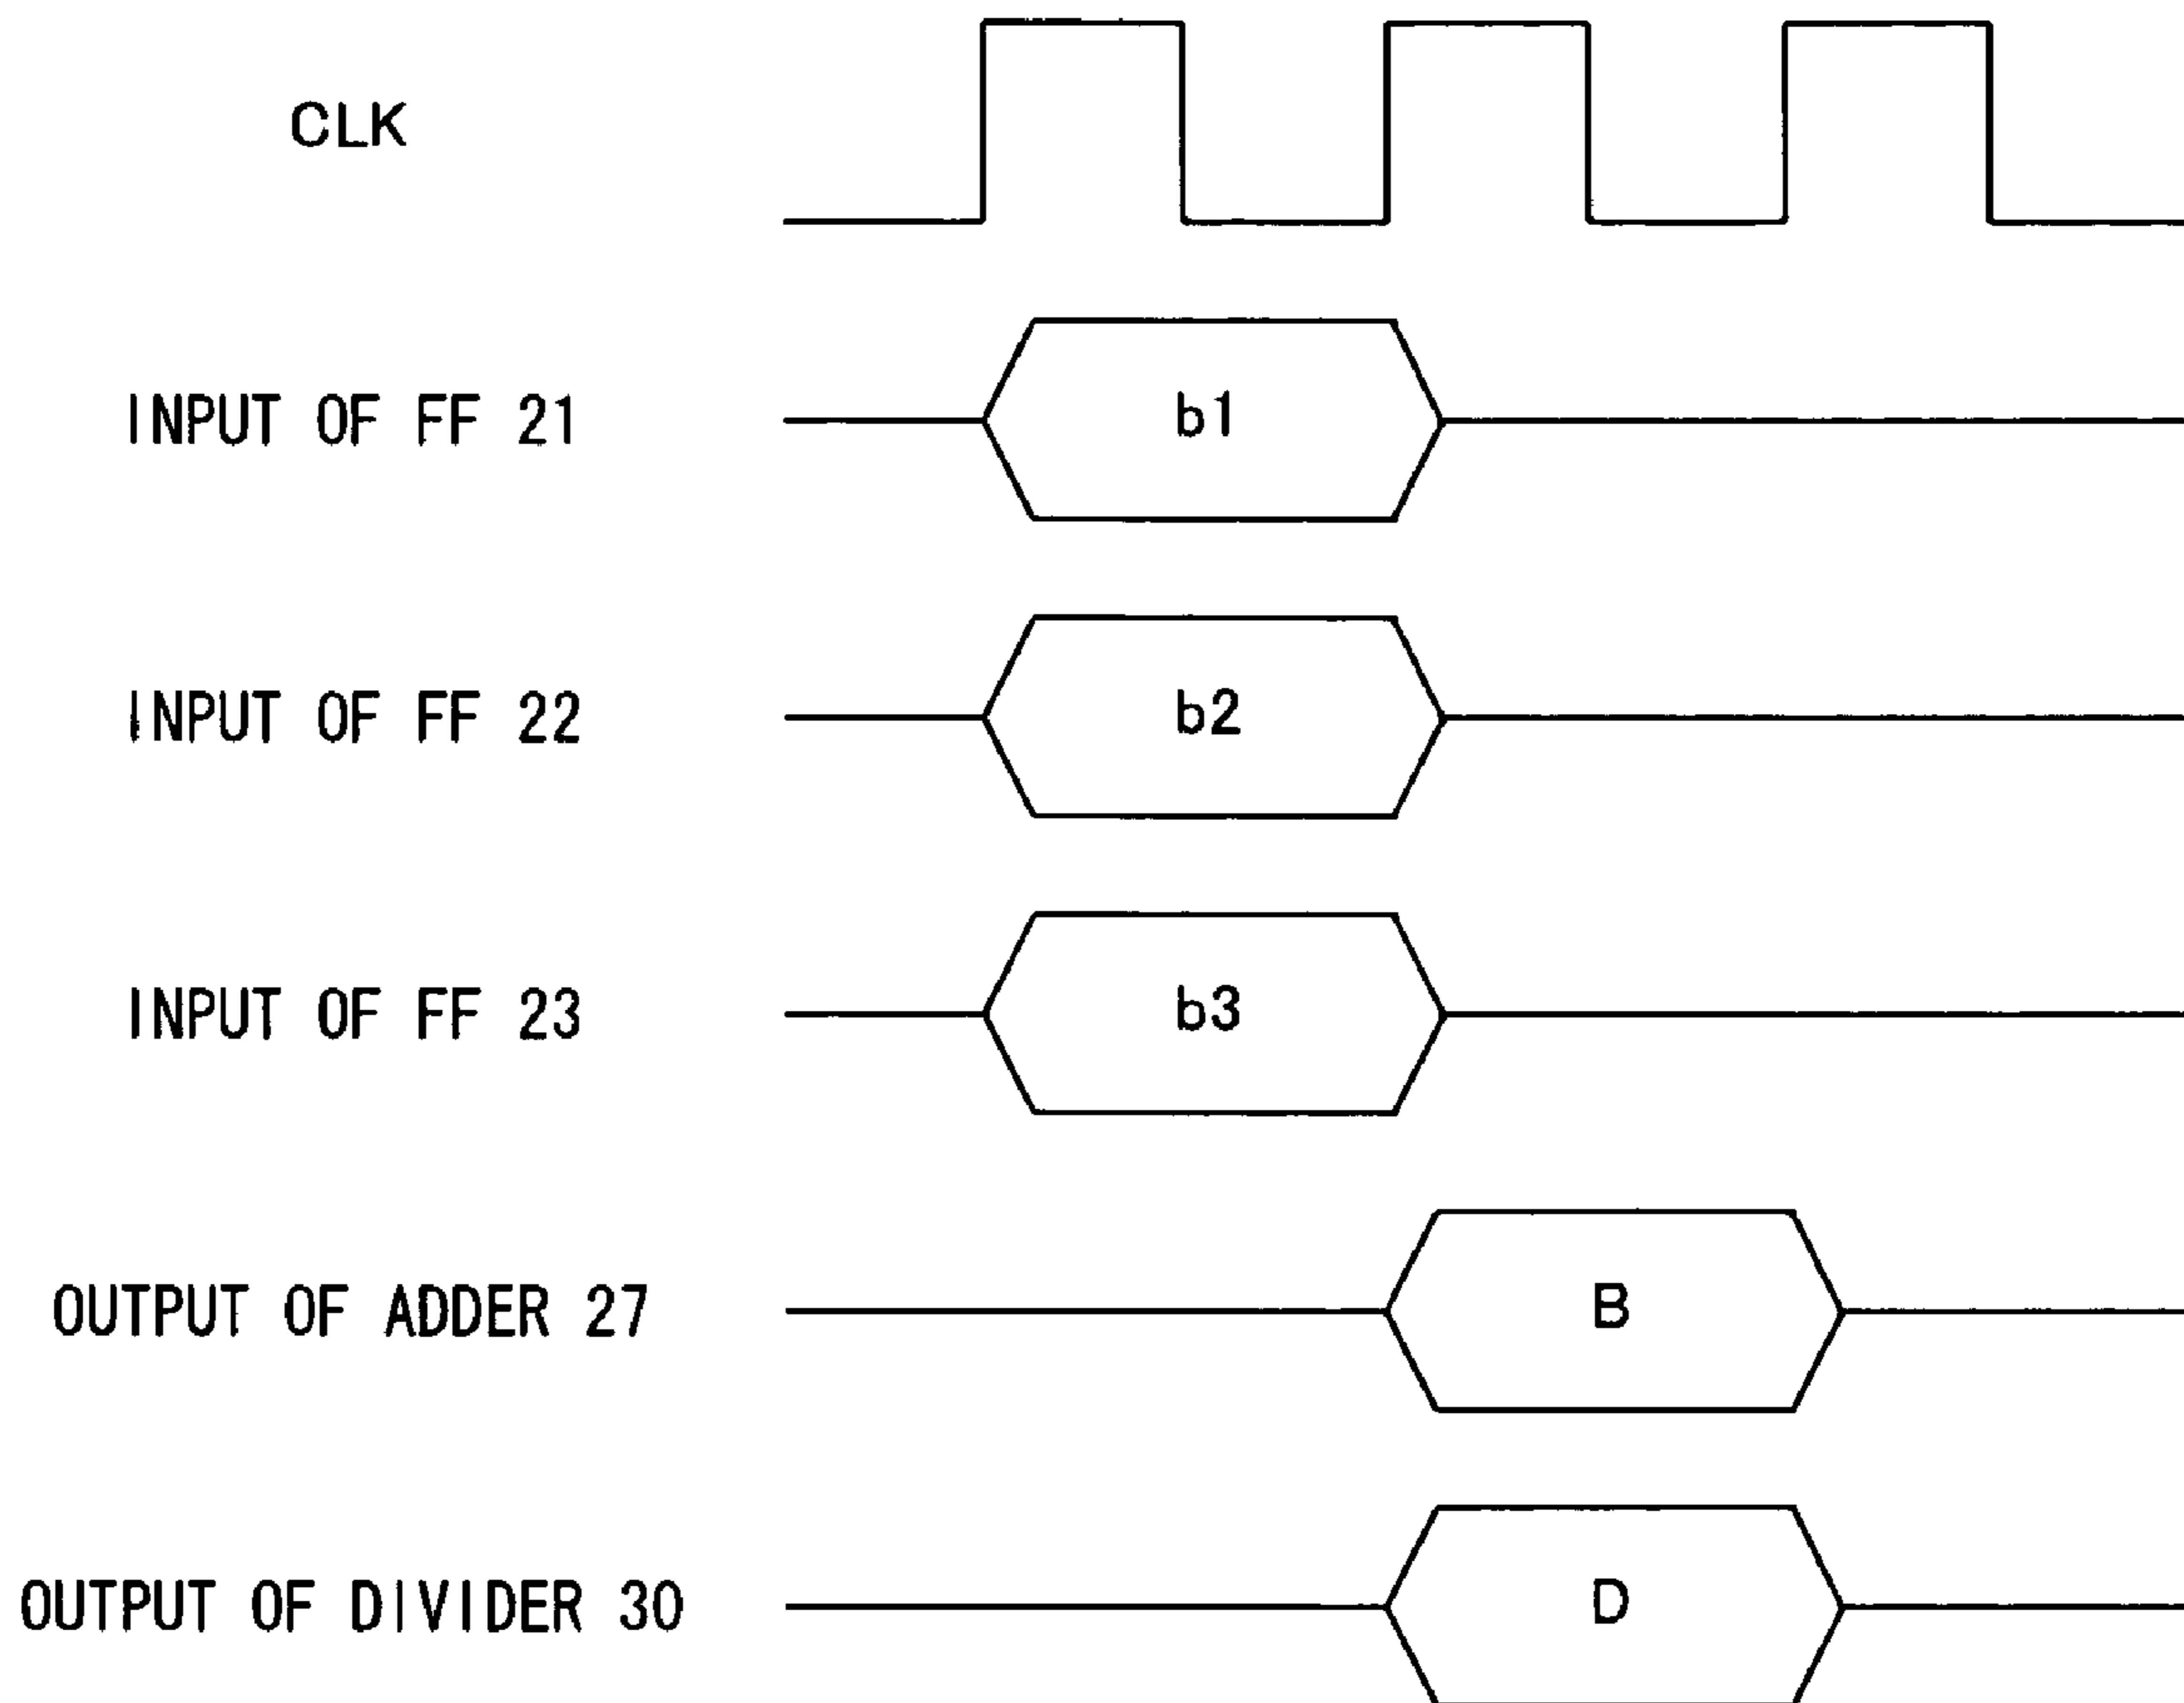 CLK
INPUT OF FF 21
b1
INPUT OF FF 22
b2
INPUT OF FF 23
b3
OUTPUT OF ADDER 27
B
OUTPUT OF DIVIDER 30
D